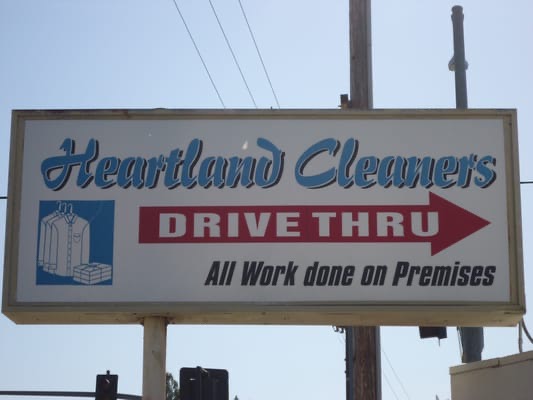 Heartland Cleaners
DRIVE THRU
All Work done on Premises